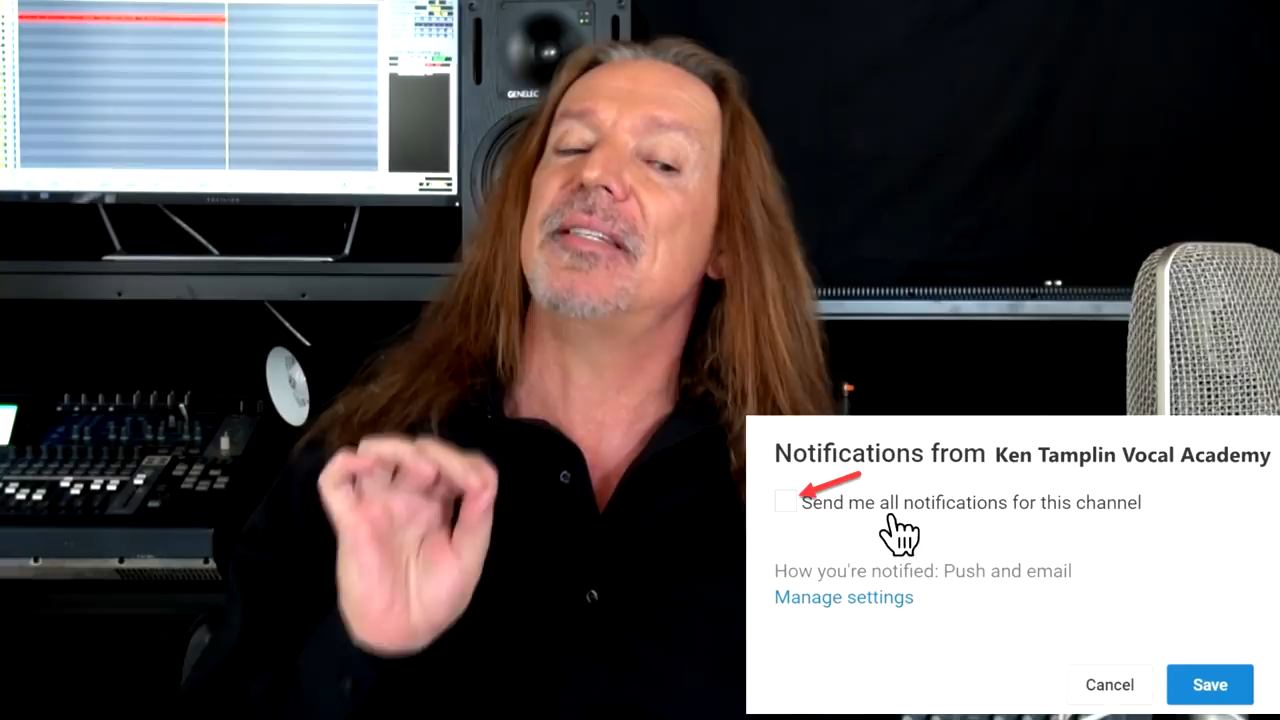 GENELEC
Notifications from Ken Tamplin Vocal Academy
Send me all notifications for this channel
How you're notified: Push and email
Manage settings
Cancel Save